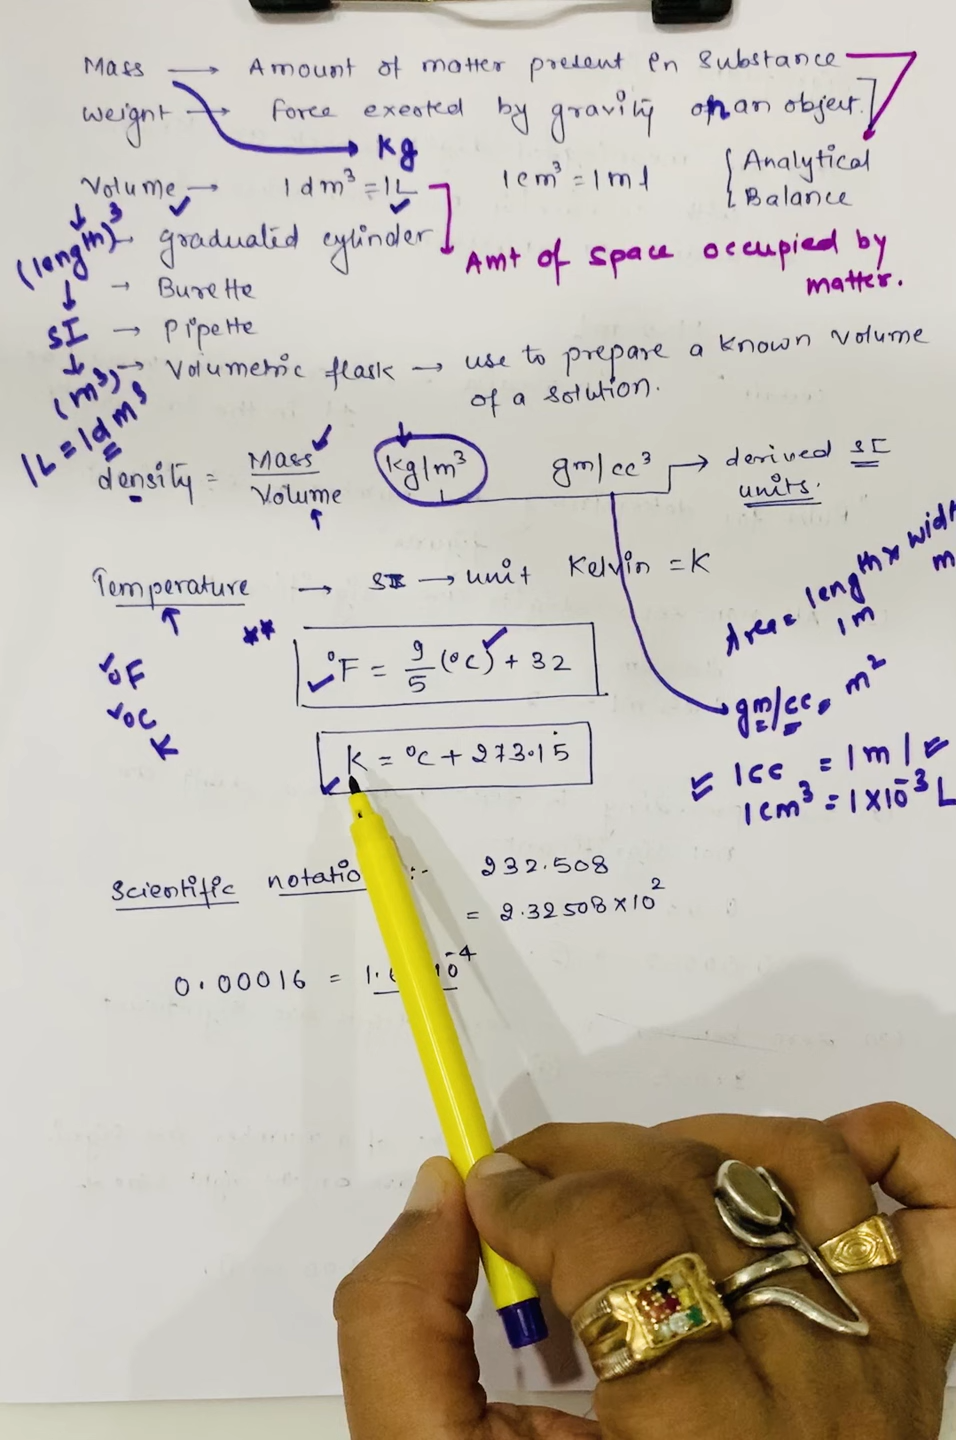 Mass → Amount of matter present in substance
Weight → force exerted by gravity on an object.
Kg
Volume → 1 dm³ = 1L 1 cm³ = 1 ml
Analytical
Balance
(length)³
→ graduated cylinder
Amt of space occupied by
matter.
→ Burette
SI
→ Pipette
(m³)
→ Volumetric flask → use to prepare a known volume
of a solution.
1L = 1dm³
density = Mass/Volume kg/m³ gm/cc³ → derived SI
units.
Temperature → SI → unit Kelvin = K
Area = length × width
1m m
m²
**
°F = 9/5 (°C) + 32
°F
°C
K
gm/cc
K = °C + 273.15
1cc = 1ml
1cm³ = 1×10⁻³ L
Scientific notatio :- 232.508
= 2.32508×10²
0.00016 = 1. 10⁻⁴